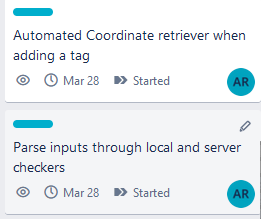 Automated Coordinate retriever when
adding a tag
Mar 28 Started
AR
Parse inputs through local and server
checkers
Mar 28 Started
AR